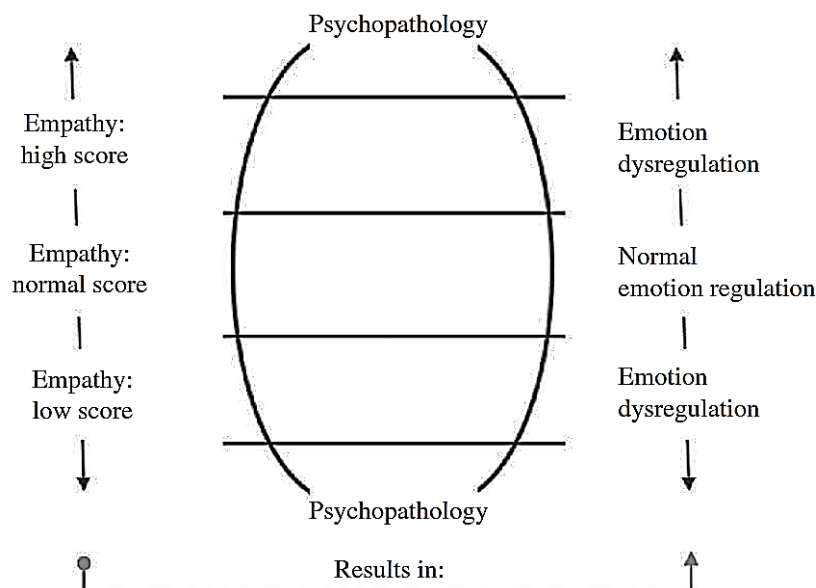 Psychopathology
Empathy:
high score
Emotion
dysregulation
Empathy:
normal score
Normal
emotion regulation
Empathy:
low score
Emotion
dysregulation
Psychopathology
Results in: